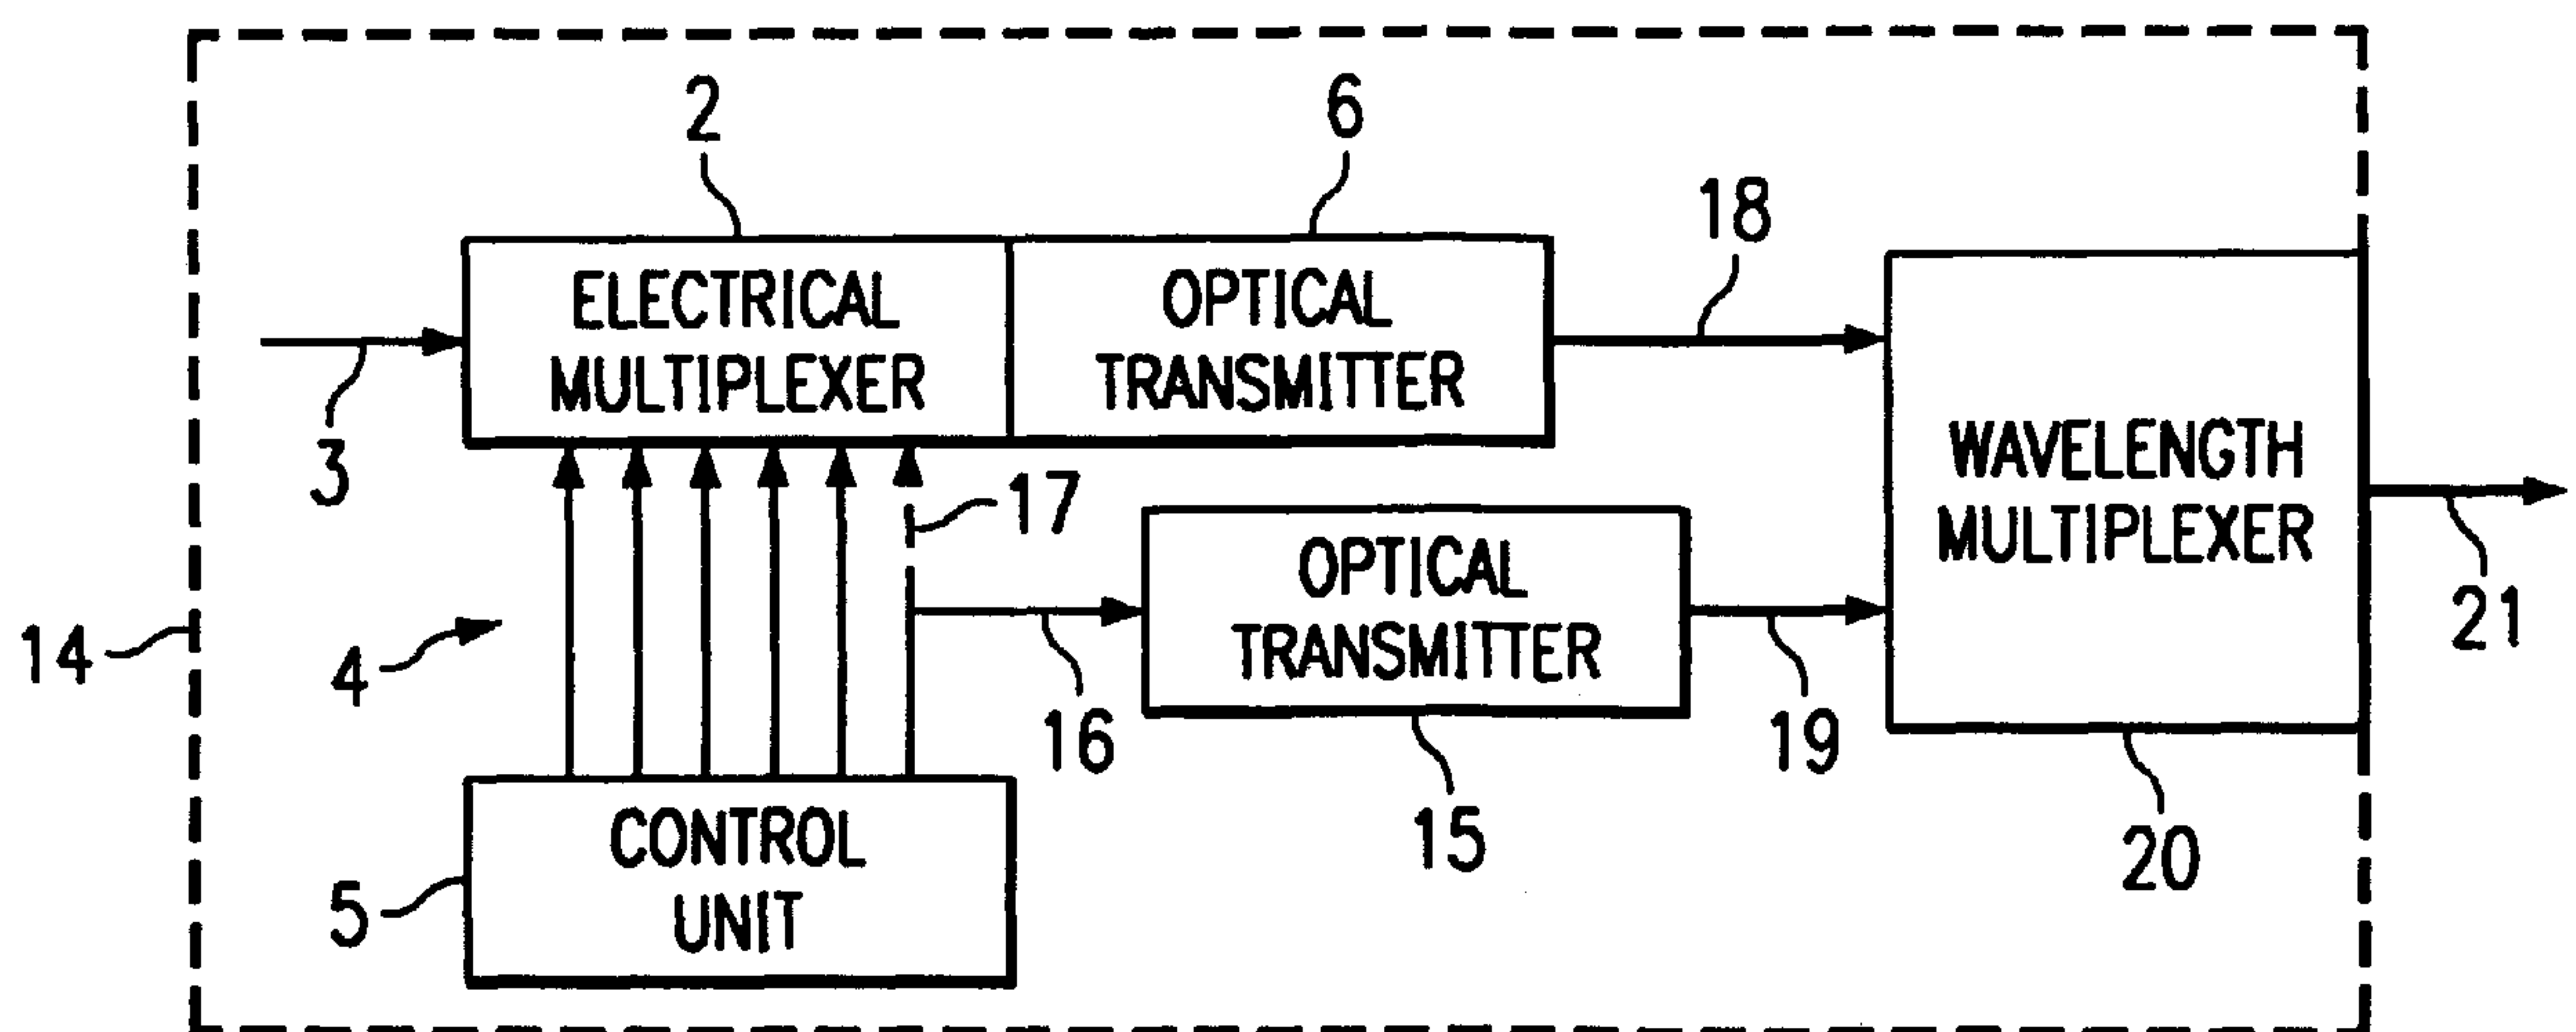 2
6
18
ELECTRICAL
MULTIPLEXER
OPTICAL
TRANSMITTER
3
17
WAVELENGTH
MULTIPLEXER
21
14
4
16
OPTICAL
TRANSMITTER
19
15
20
5
CONTROL
UNIT